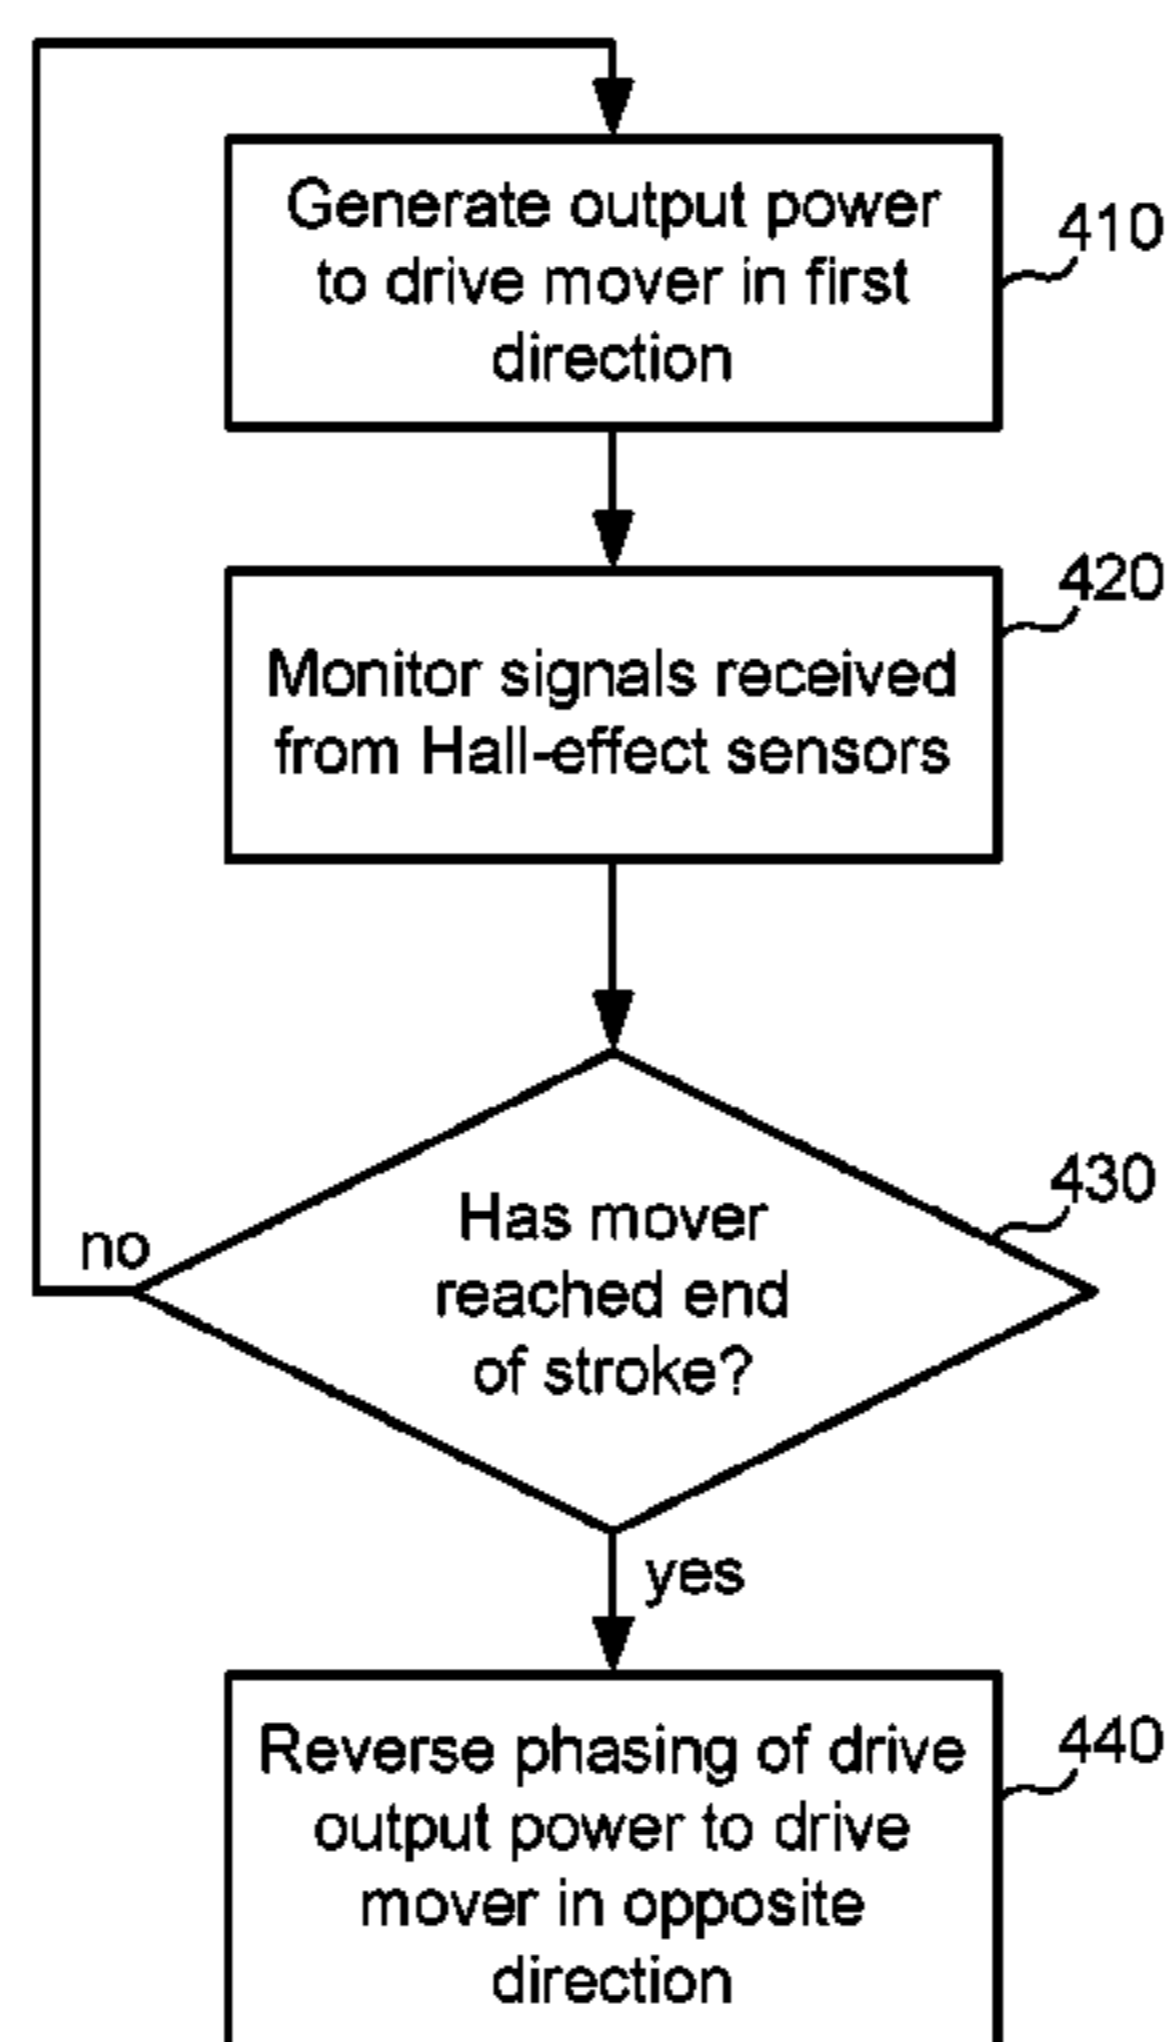 Generate output power
to drive mover in first
direction
410
Monitor signals received
from Hall-effect sensors
420
Has mover
reached end
of stroke?
430
no
yes
Reverse phasing of drive
output power to drive
mover in opposite
direction
440